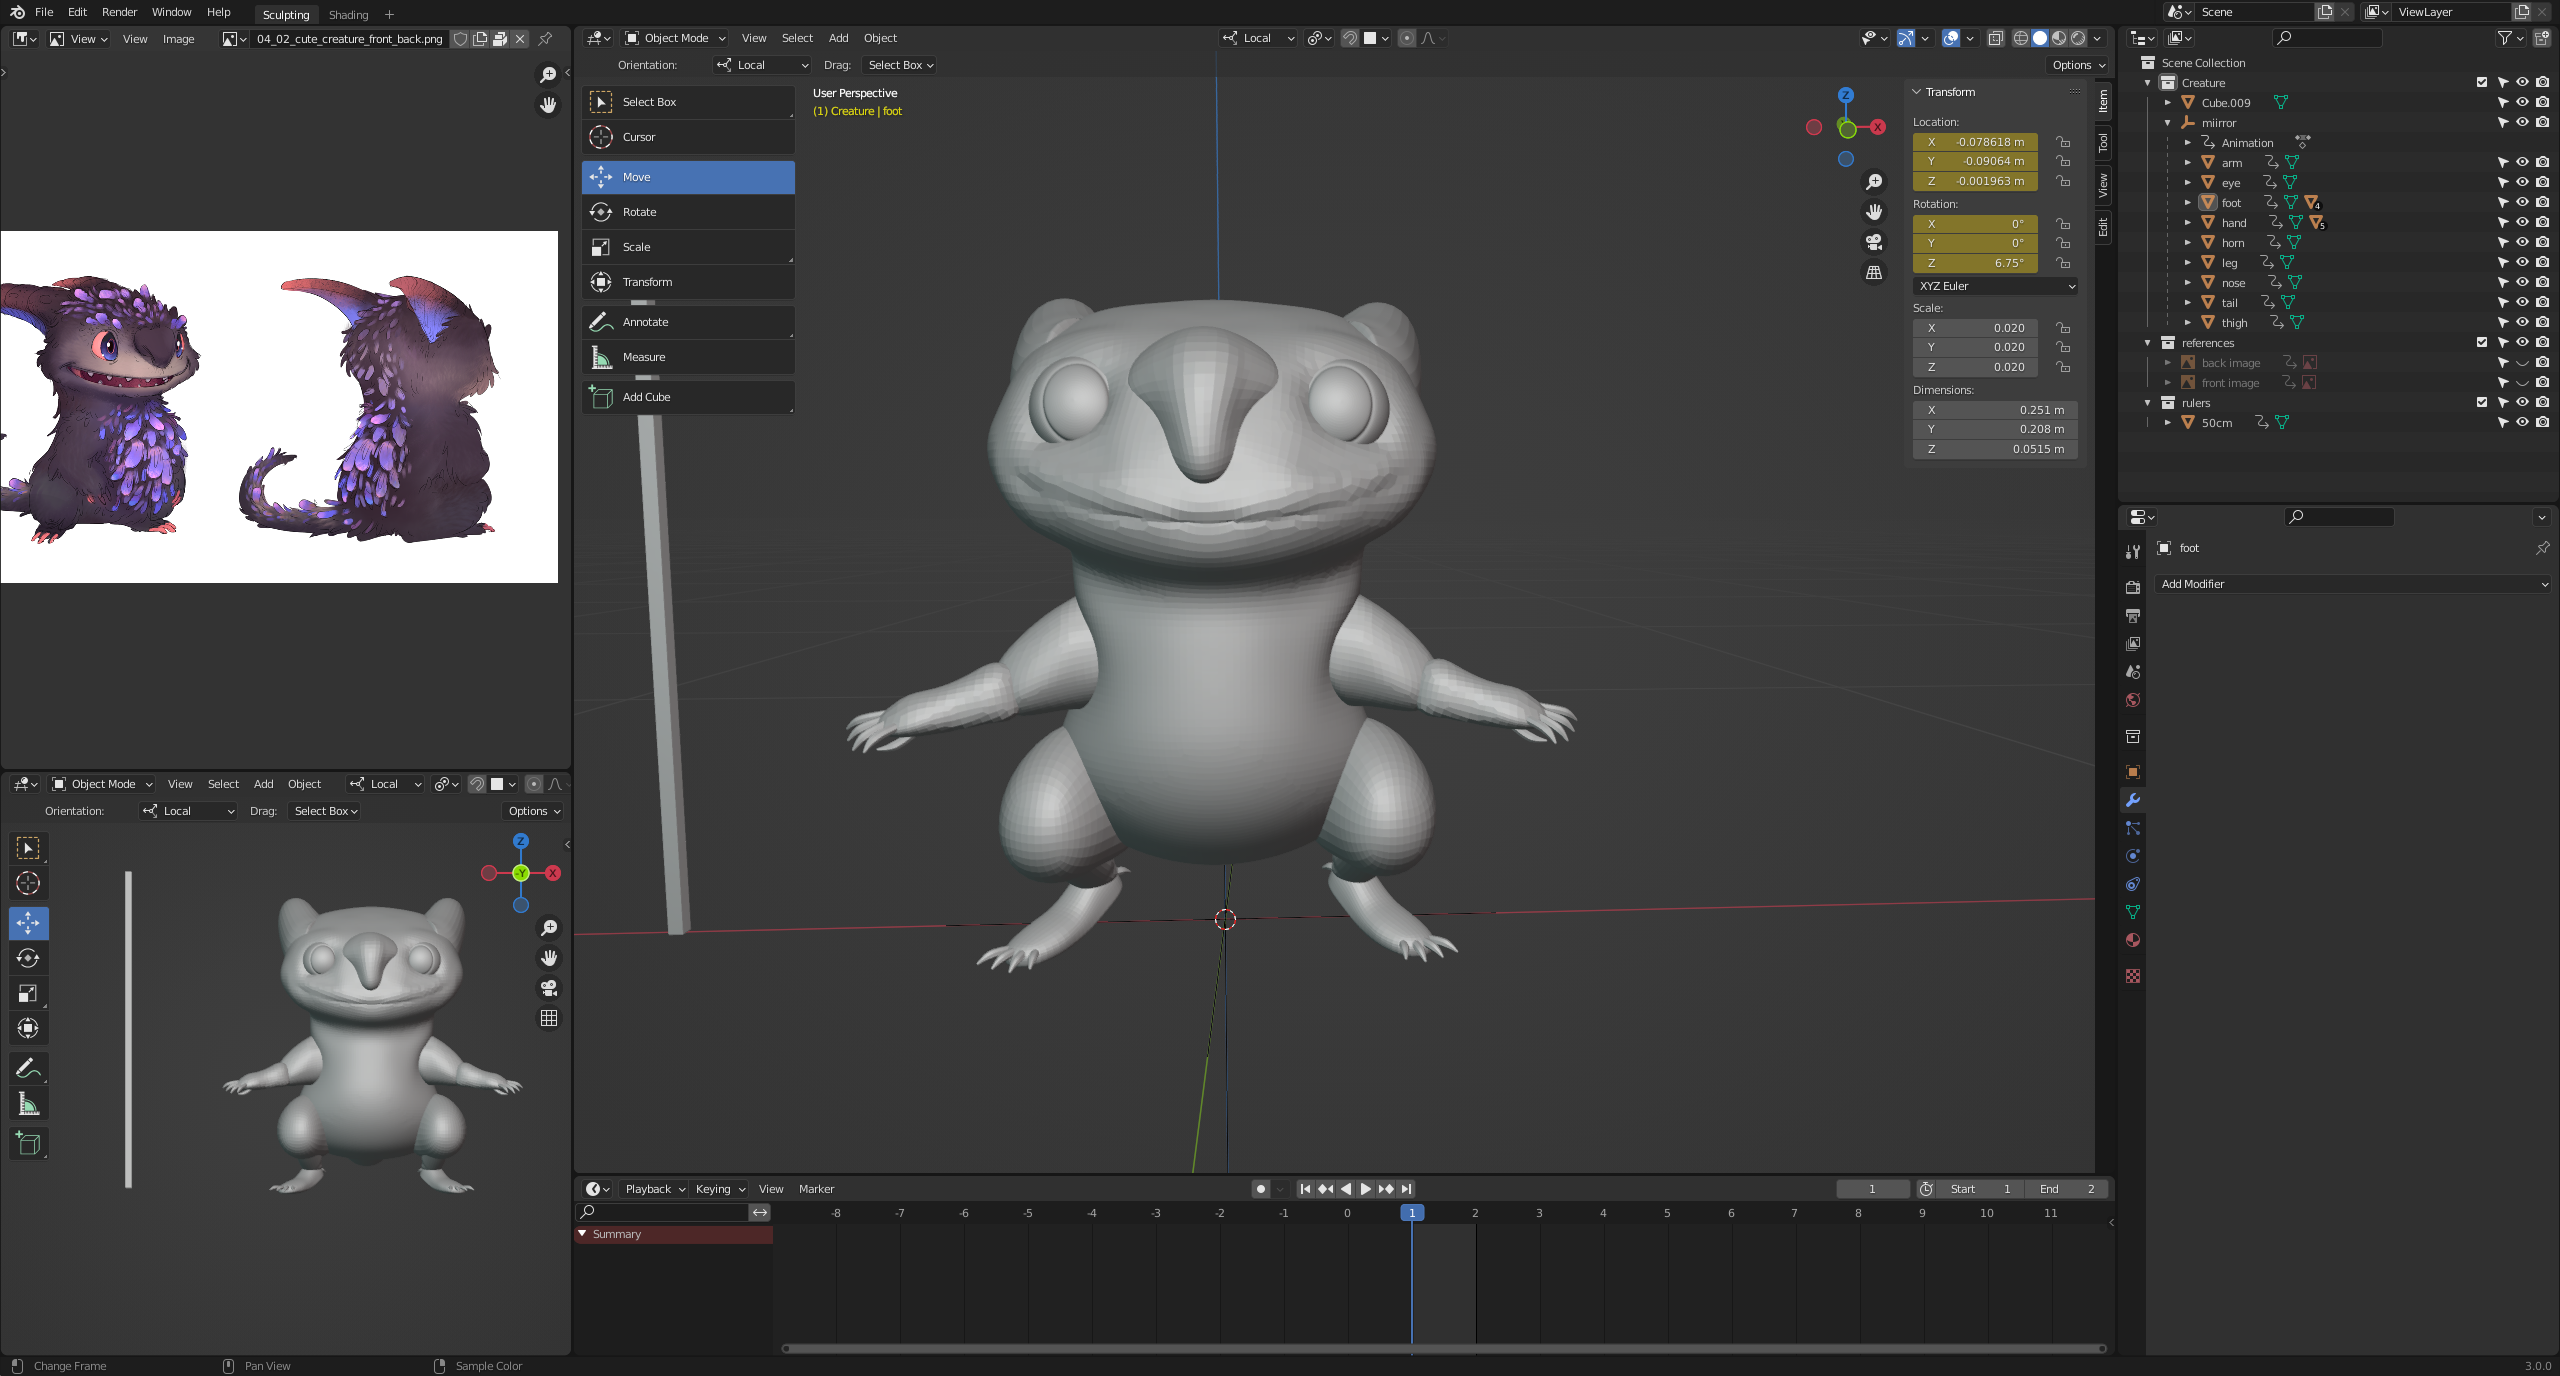 File Edit Render Window Help Sculpting Shading + Scene ViewLayer
View View Image 04_02_cute_creature_front_back.png
Object Mode View Select Add Object Local
Orientation: Local Drag: Select Box Options
Select Box
Cursor
Move
Rotate
Scale
Transform
Annotate
Measure
Add Cube
User Perspective
(1) Creature | foot
Z
X
Transform
Location:
X -0.078618 m
Y -0.09064 m
Z -0.001963 m
Rotation:
X 0°
Y 0°
Z 6.75°
XYZ Euler
Scale:
X 0.020
Y 0.020
Z 0.020
Dimensions:
X 0.251 m
Y 0.208 m
Z 0.0515 m
Item
Tool
View
Edit
Scene Collection
Creature
Cube.009
miirror
Animation
arm
eye
foot 4
hand 5
horn
leg
nose
tail
thigh
references
back image
front image
rulers
50cm
foot
Add Modifier
Object Mode View Select Add Object Local
Orientation: Local Drag: Select Box Options
Z
-Y X
Playback Keying View Marker 1 Start 1 End 2
-8 -7 -6 -5 -4 -3 -2 -1 0 1 2 3 4 5 6 7 8 9 10 11
Summary
Change Frame Pan View Sample Color 3.0.0